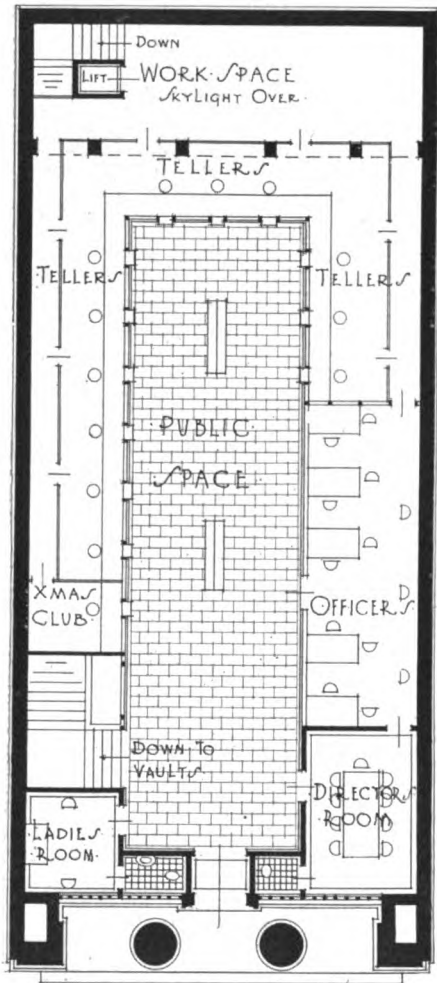 DOWN
LIFT
WORK SPACE
SKYLIGHT OVER
TELLERS
TELLERS
TELLERS
PUBLIC
SPACE
XMAS
CLUB
OFFICERS
DOWN TO
VAULTS
DIRECTORS
ROOM
LADIES
ROOM